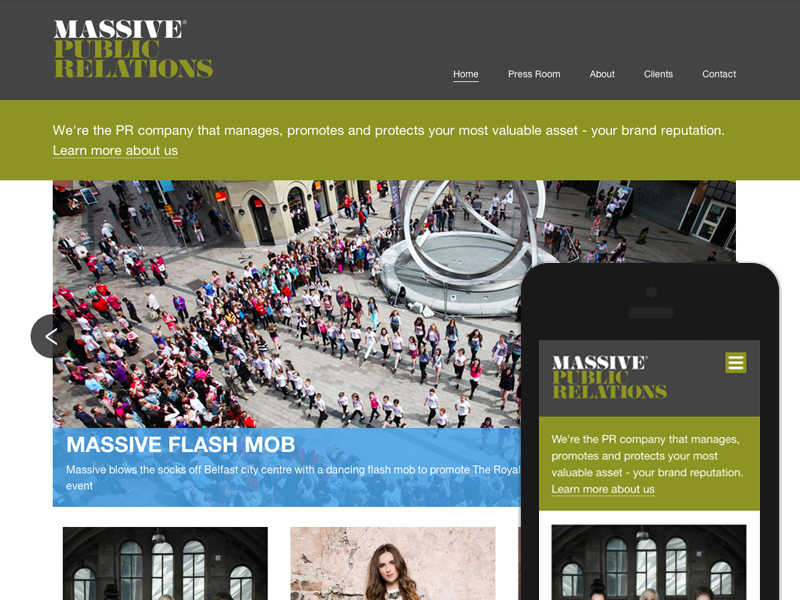 MASSIVE®
PUBLIC
RELATIONS
Home Press Room About Clients Contact
We're the PR company that manages, promotes and protects your most valuable asset - your brand reputation.
Learn more about us
MASSIVE FLASH MOB
Massive blows the socks off Belfast city centre with a dancing flash mob to promote The Royal
event
MASSIVE®
PUBLIC
RELATIONS
We're the PR company that manages,
promotes and protects your most
valuable asset - your brand reputation.
Learn more about us